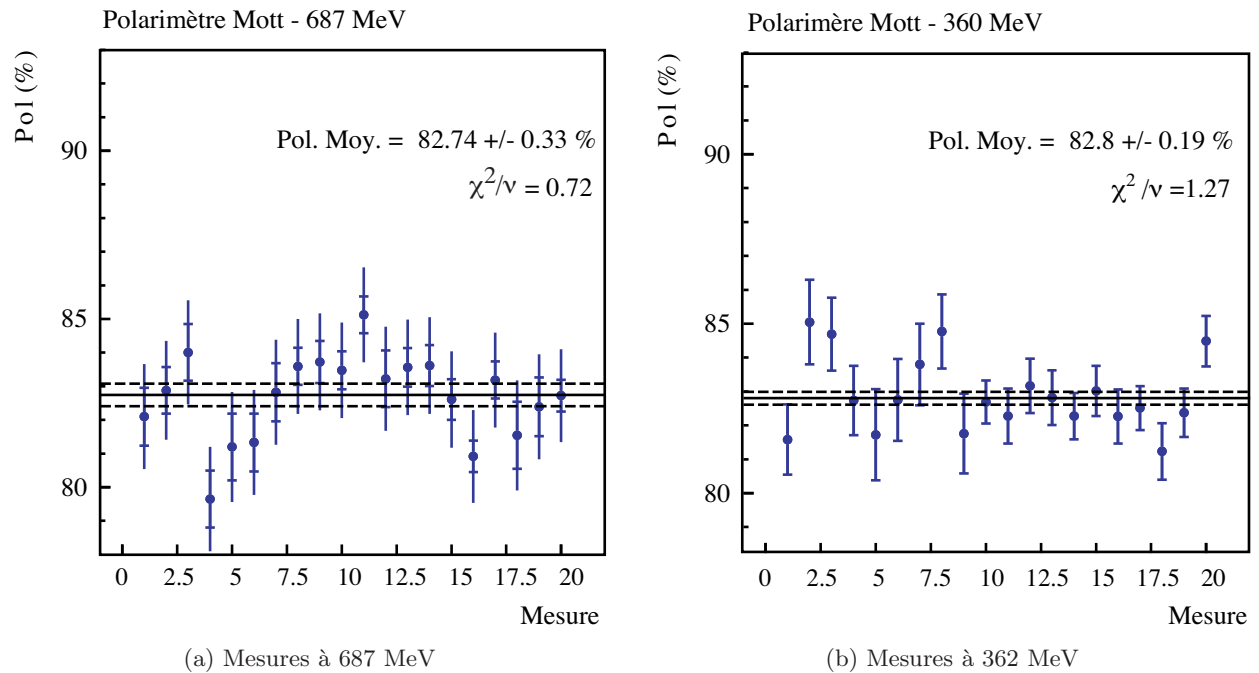 Polarimètre Mott - 687 MeV
Pol (%)
90
85
80
Pol. Moy. = 82.74 +/- 0.33 %
χ²/ν = 0.72
0 2.5 5 7.5 10 12.5 15 17.5 20
Mesure
(a) Mesures à 687 MeV
Polarimère Mott - 360 MeV
Pol (%)
90
85
80
Pol. Moy. = 82.8 +/- 0.19 %
χ² /ν =1.27
0 2.5 5 7.5 10 12.5 15 17.5 20
Mesure
(b) Mesures à 362 MeV